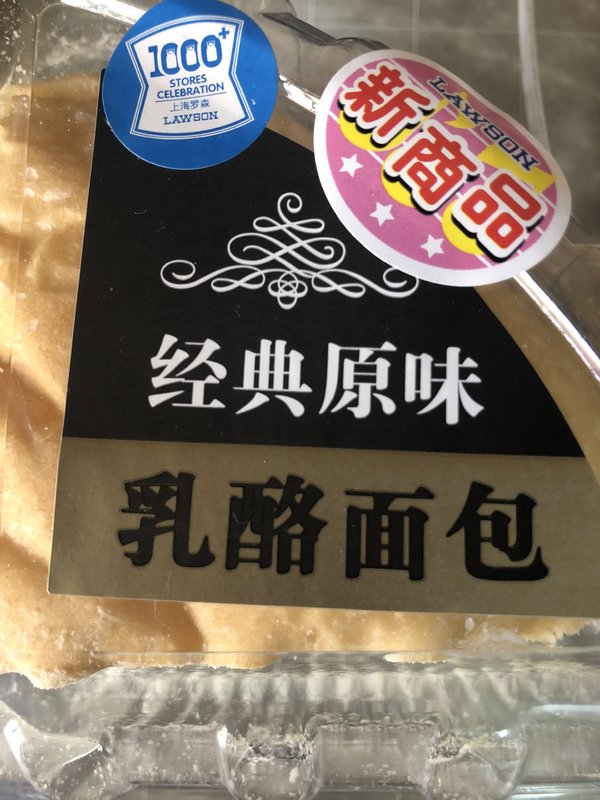 1000+
STORES
CELEBRATION
上海罗森
LAWSON
LAWSON
新商品
经典原味
乳酪面包